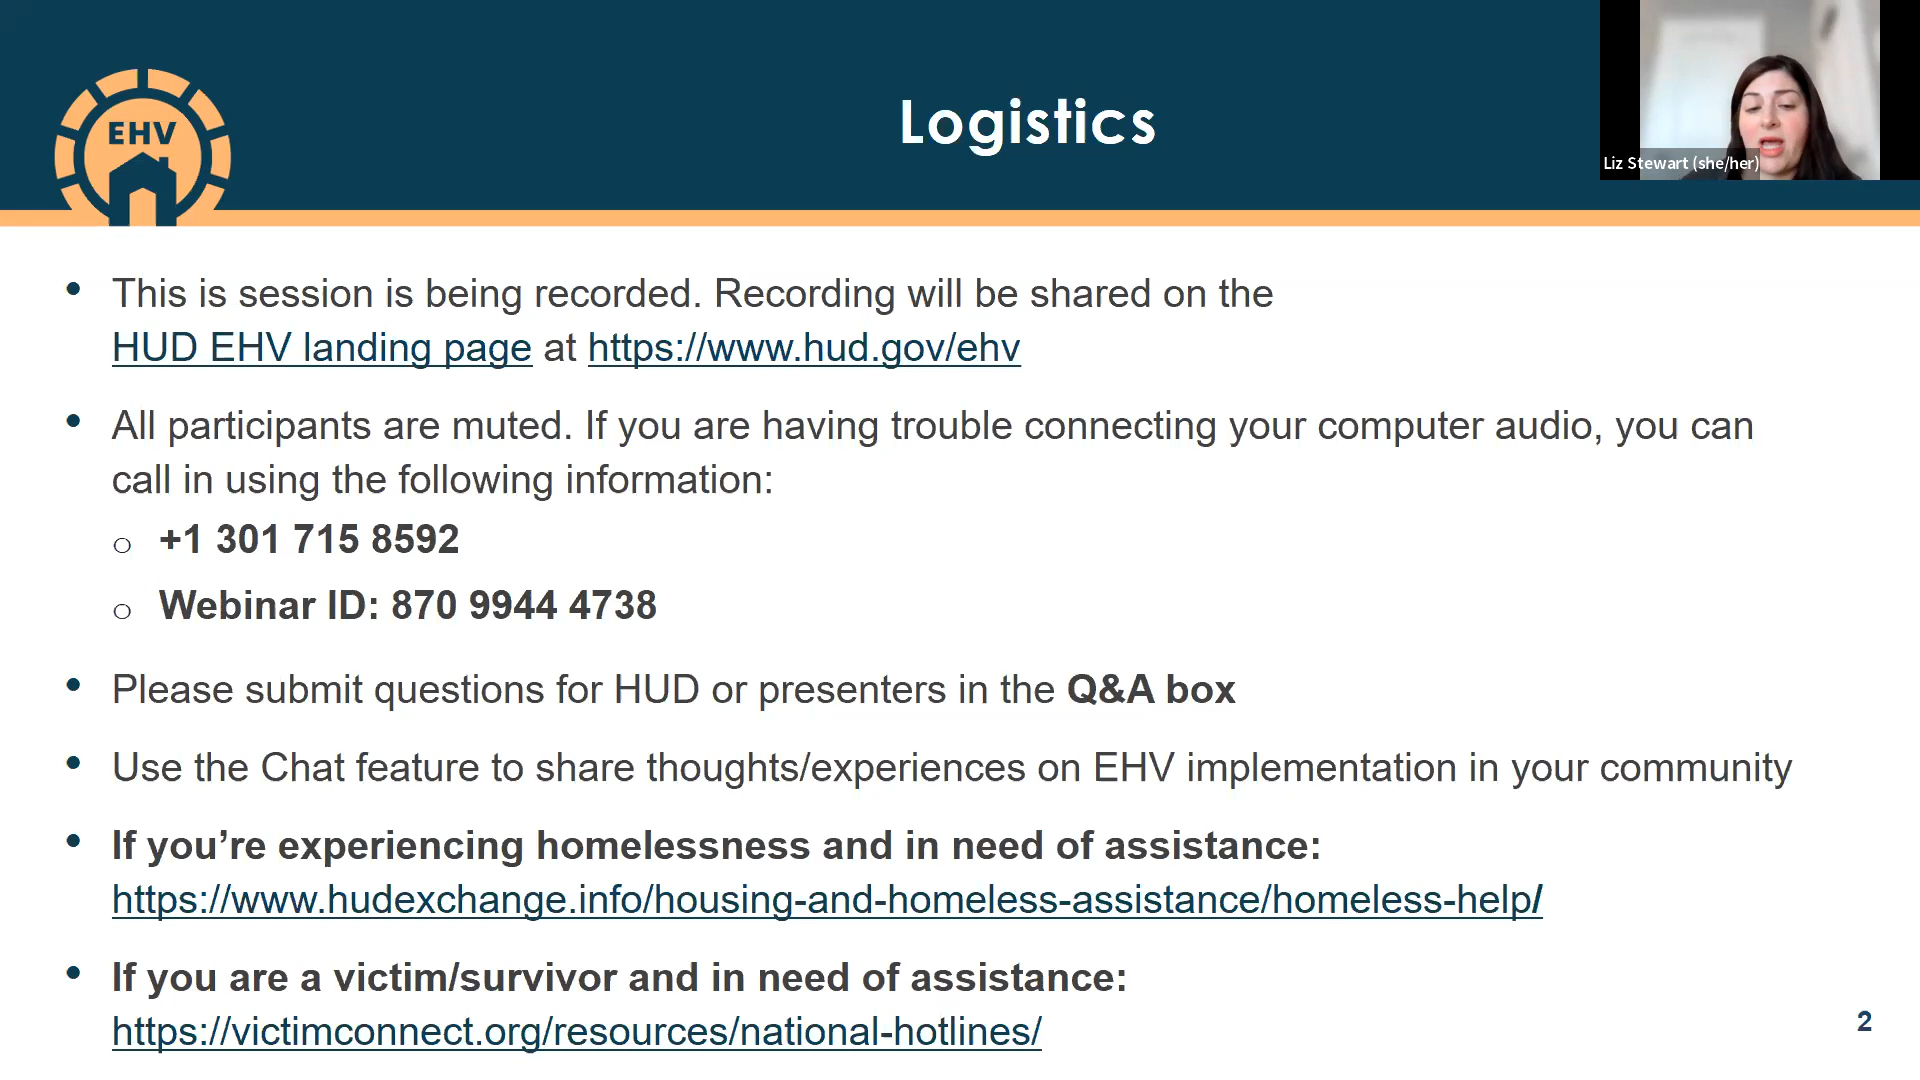 EHV
Logistics
Liz Stewart (she/her)
• This is session is being recorded. Recording will be shared on the
HUD EHV landing page at https://www.hud.gov/ehv
• All participants are muted. If you are having trouble connecting your computer audio, you can
call in using the following information:
o +1 301 715 8592
o Webinar ID: 870 9944 4738
• Please submit questions for HUD or presenters in the Q&A box
• Use the Chat feature to share thoughts/experiences on EHV implementation in your community
• If you’re experiencing homelessness and in need of assistance:
https://www.hudexchange.info/housing-and-homeless-assistance/homeless-help/
• If you are a victim/survivor and in need of assistance:
https://victimconnect.org/resources/national-hotlines/
2